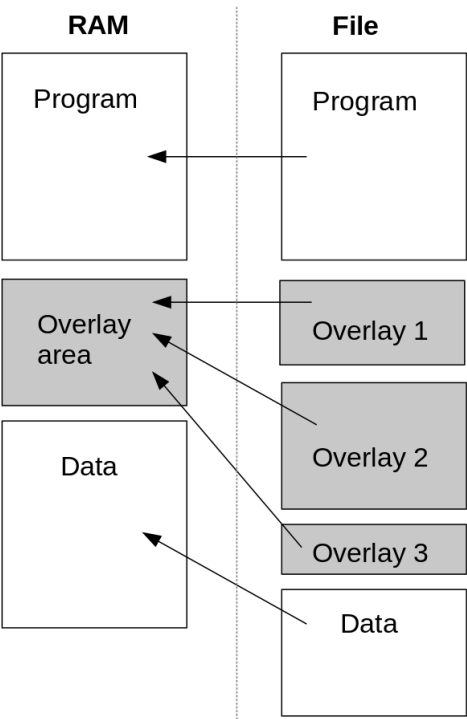 RAM
File
Program
Program
Overlay
area
Overlay 1
Overlay 2
Data
Overlay 3
Data